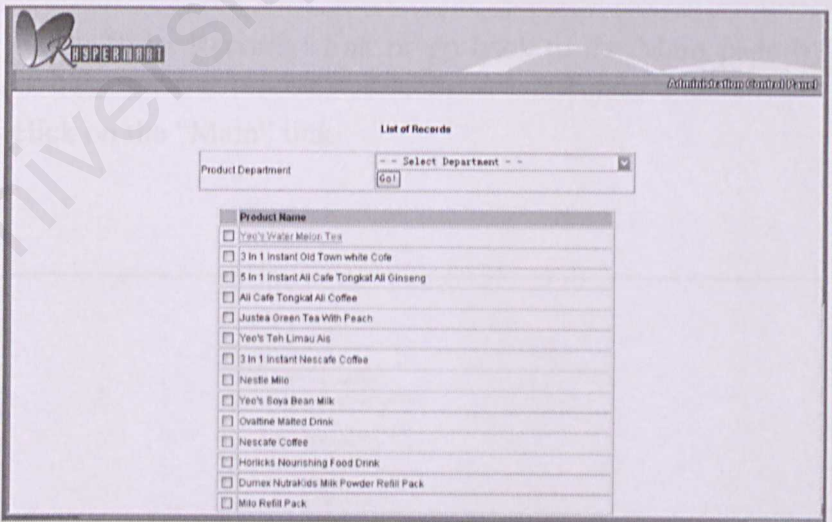 Administration Control Panel
List of Records
Product Department
- - Select Department - -
Go!
Product Name
Yeo's Water Melon Tea
3 In 1 Instant Old Town white Cofe
5 In 1 Instant Ali Cafe Tongkat Ali Ginseng
Ali Cafe Tongkat Ali Coffee
Justea Green Tea With Peach
Yeo's Teh Limau Ais
3 In 1 Instant Nescafe Coffee
Nestle Milo
Yeo's Soya Bean Milk
Ovaltine Malted Drink
Nescafe Coffee
Horlicks Nourishing Food Drink
Dumex Nutrakids Milk Powder Refill Pack
Milo Refill Pack